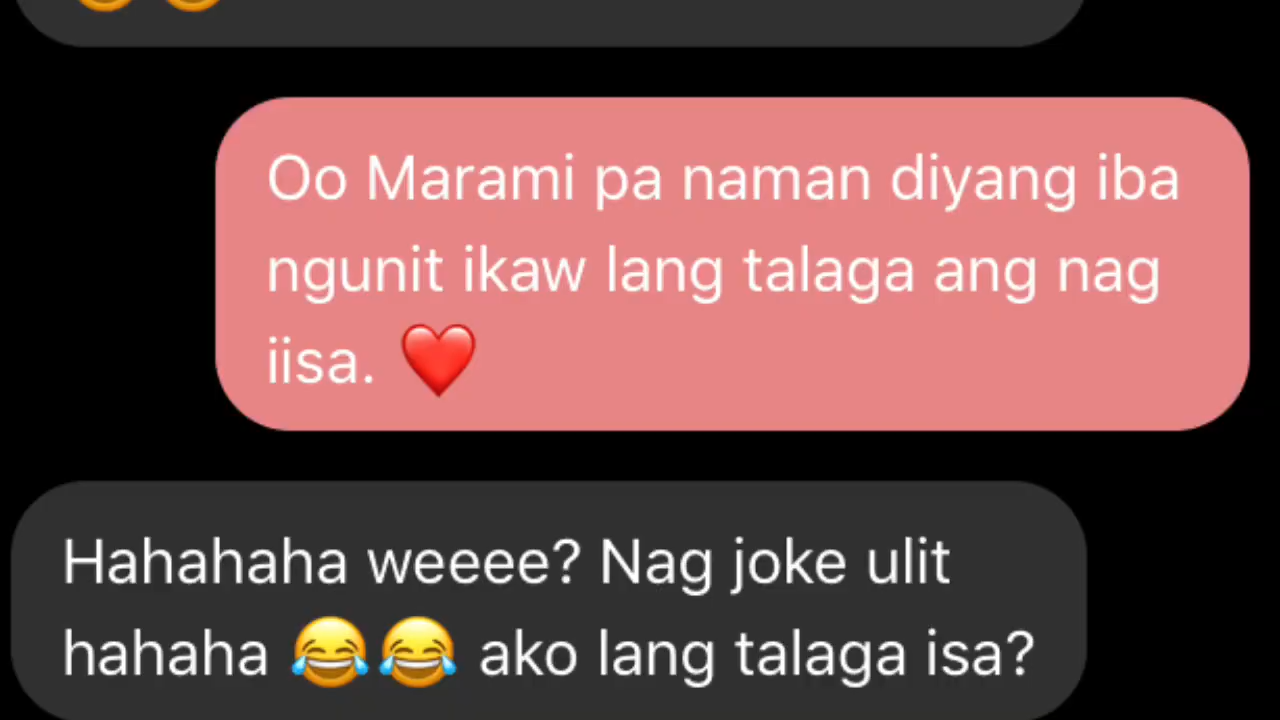 Oo Marami pa naman diyang iba
ngunit ikaw lang talaga ang nag
iisa. ❤️
Hahahaha weeee? Nag joke ulit
hahaha 😂😂 ako lang talaga isa?